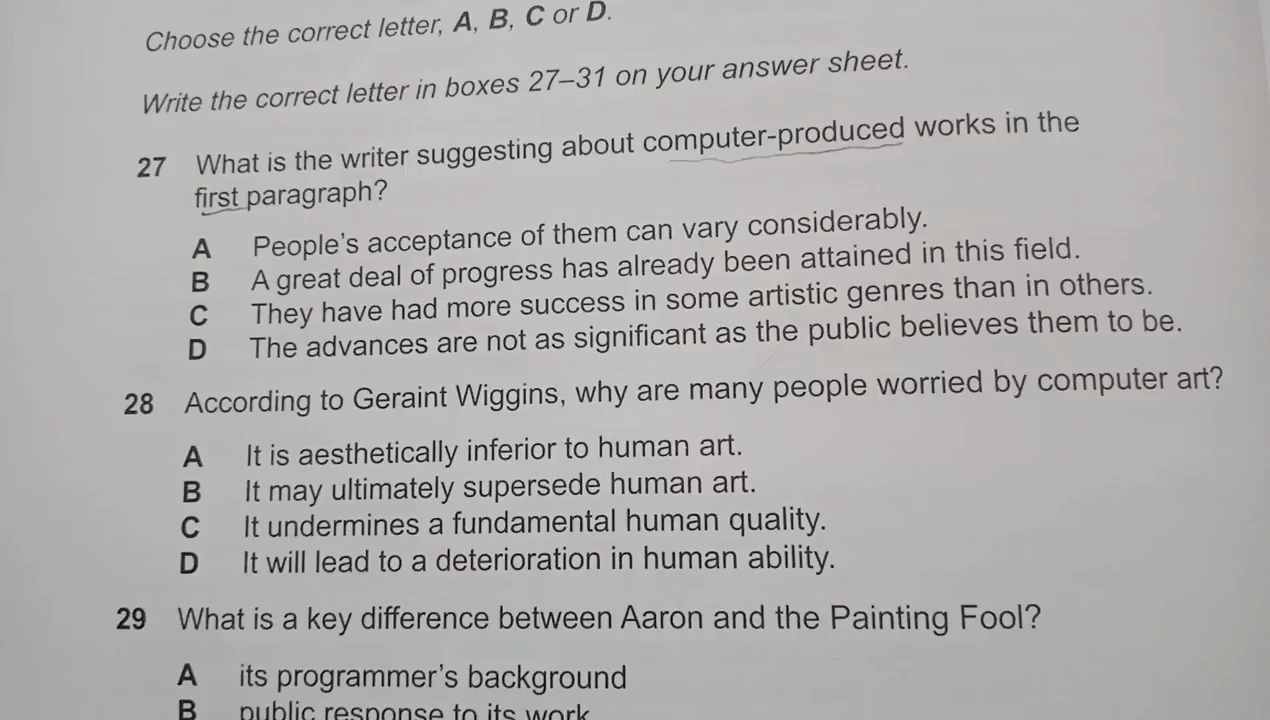 Choose the correct letter, A, B, C or D.
Write the correct letter in boxes 27–31 on your answer sheet.
27 What is the writer suggesting about computer-produced works in the
first paragraph?
A People's acceptance of them can vary considerably.
B A great deal of progress has already been attained in this field.
C They have had more success in some artistic genres than in others.
D The advances are not as significant as the public believes them to be.
28 According to Geraint Wiggins, why are many people worried by computer art?
A It is aesthetically inferior to human art.
B It may ultimately supersede human art.
C It undermines a fundamental human quality.
D It will lead to a deterioration in human ability.
29 What is a key difference between Aaron and the Painting Fool?
A its programmer's background
B public response to its work